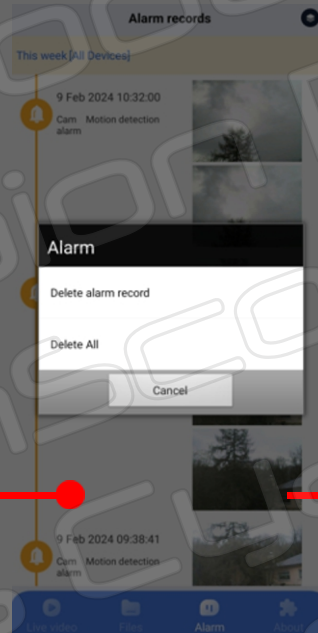 Alarm records
This week[All Devices]
9 Feb 2024 10:32:00
Cam Motion detection
alarm
Alarm
Delete alarm record
Delete All
Cancel
9 Feb 2024 09:38:41
Cam Motion detection
alarm
Live video Files Alarm About